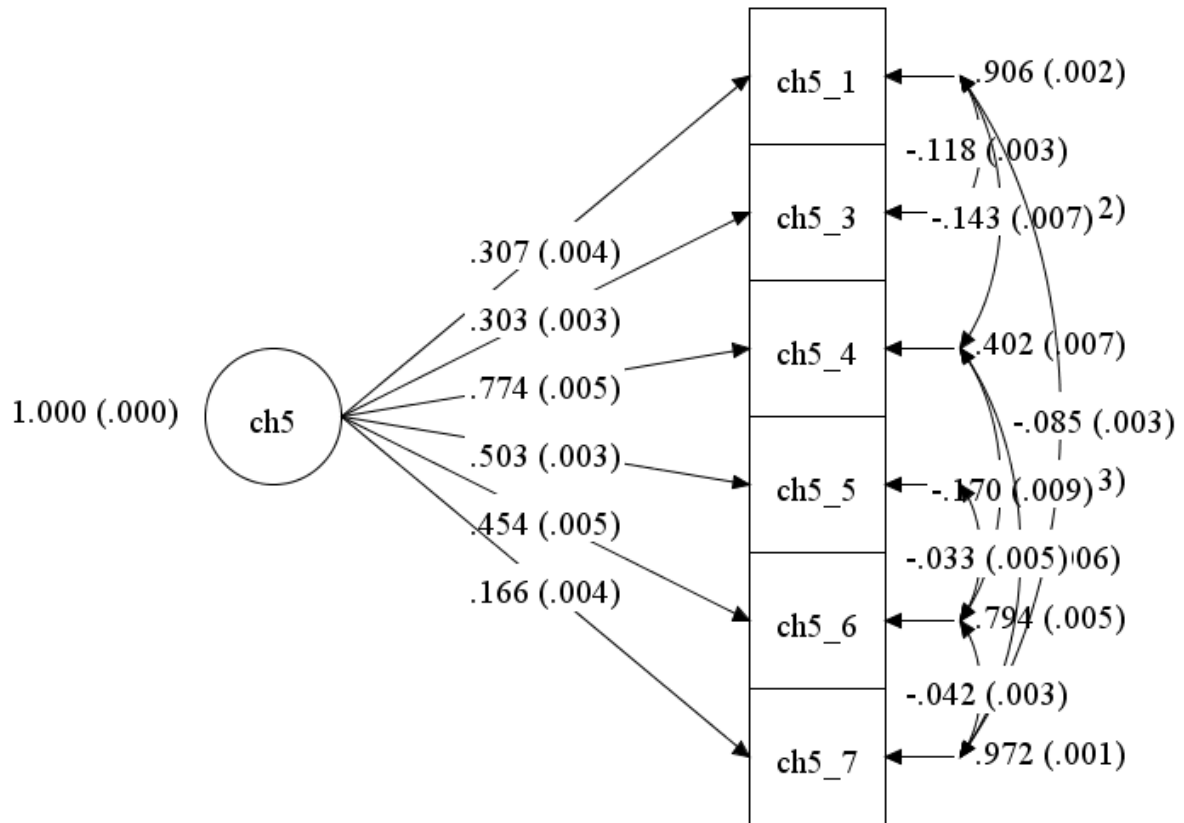 ch5_1
.906 (.002)
-.118 (.003)
ch5_3
-.143 (.007)
2)
.307 (.004)
.303 (.003)
ch5_4
.402 (.007)
.774 (.005)
1.000 (.000)
ch5
-.085 (.003)
.503 (.003)
ch5_5
-.170 (.009)
3)
.454 (.005)
-.033 (.005)
06)
.166 (.004)
ch5_6
.794 (.005)
-.042 (.003)
ch5_7
.972 (.001)